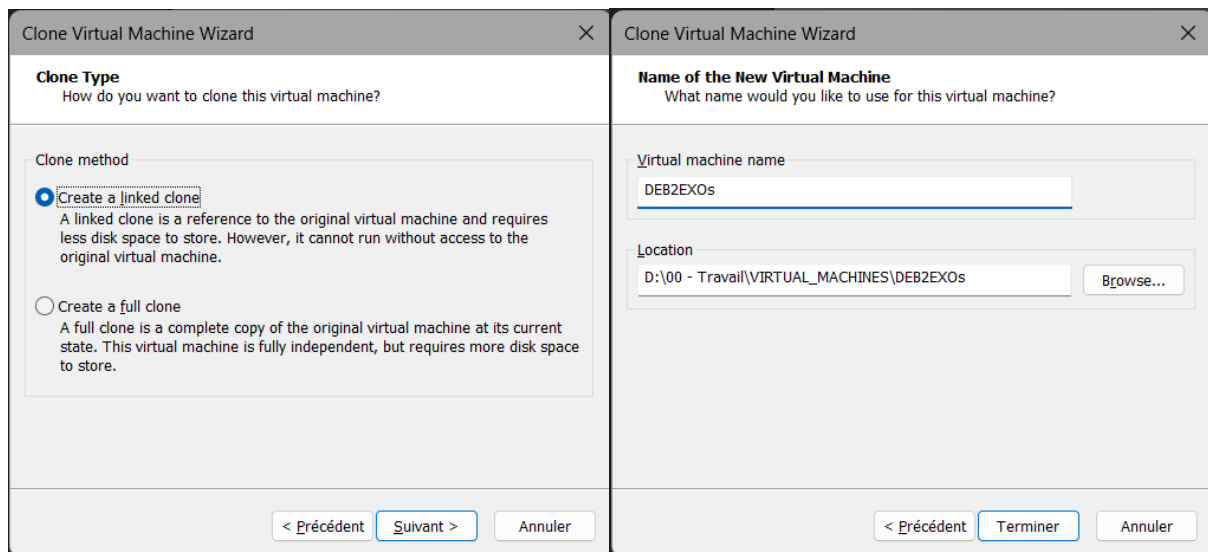 Clone Virtual Machine Wizard
Clone Type
How do you want to clone this virtual machine?
Clone method
Create a linked clone
A linked clone is a reference to the original virtual machine and requires
less disk space to store. However, it cannot run without access to the
original virtual machine.
Create a full clone
A full clone is a complete copy of the original virtual machine at its current
state. This virtual machine is fully independent, but requires more disk space
to store.
< Précédent
Suivant >
Annuler
Clone Virtual Machine Wizard
Name of the New Virtual Machine
What name would you like to use for this virtual machine?
Virtual machine name
DEB2EXOs
Location
D:\00 - Travail\VIRTUAL_MACHINES\DEB2EXOs
Browse...
< Précédent
Terminer
Annuler